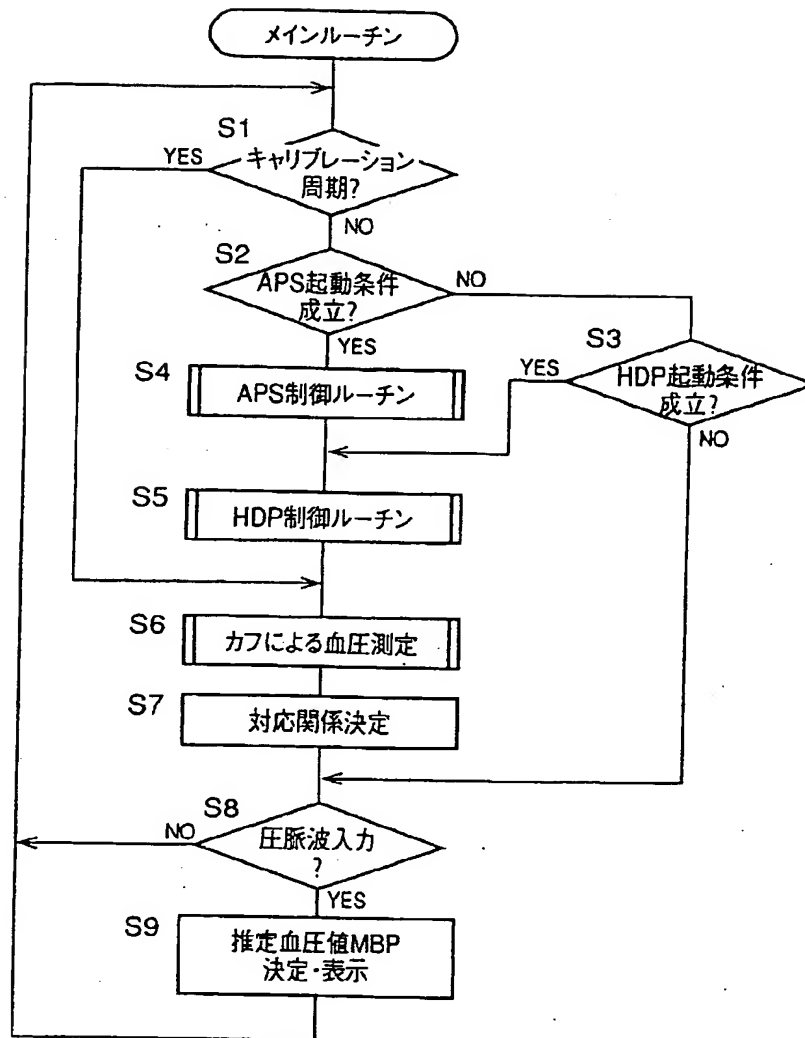 メインルーチン
S1
YES
キャリブレーション
周期?
NO
S2
APS起動条件
成立?
NO
YES
S3
YES
HDP起動条件
成立?
NO
S4
APS制御ルーチン
S5
HDP制御ルーチン
S6
カフによる血圧測定
S7
対応関係決定
S8
NO
圧脈波入力
?
YES
S9
推定血圧値MBP
決定・表示